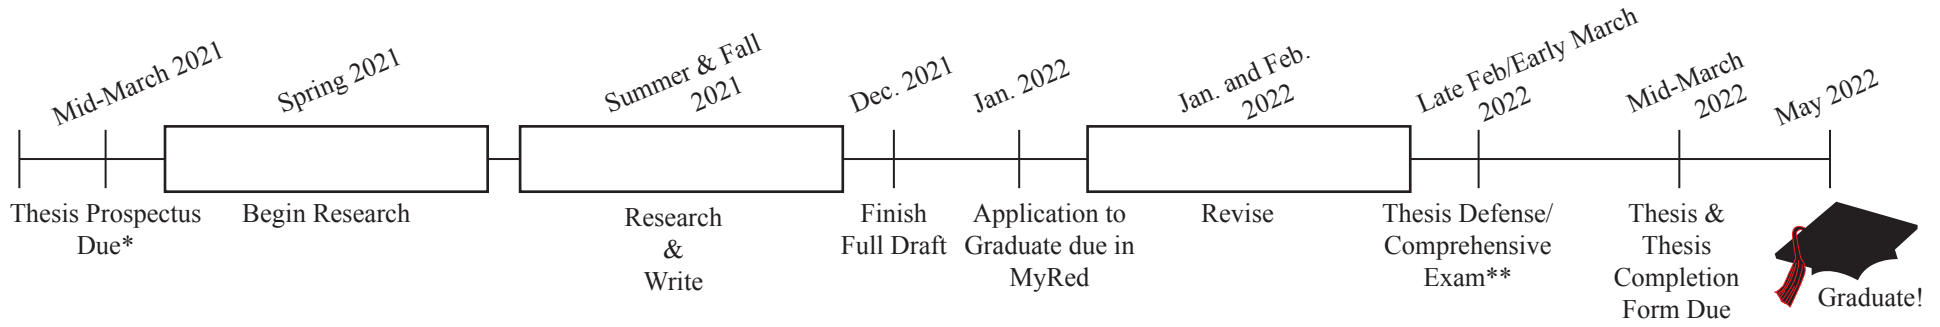 Mid-March 2021
Spring 2021
Summer & Fall
2021
Dec. 2021
Jan. 2022
Jan. and Feb.
2022
Late Feb/Early March
2022
Mid-March
2022
May 2022
Thesis Prospectus
Due*
Begin Research
Research
&
Write
Finish
Full Draft
Application to
Graduate due in
MyRed
Revise
Thesis Defense/
Comprehensive
Exam**
Thesis &
Thesis
Completion
Form Due
Graduate!